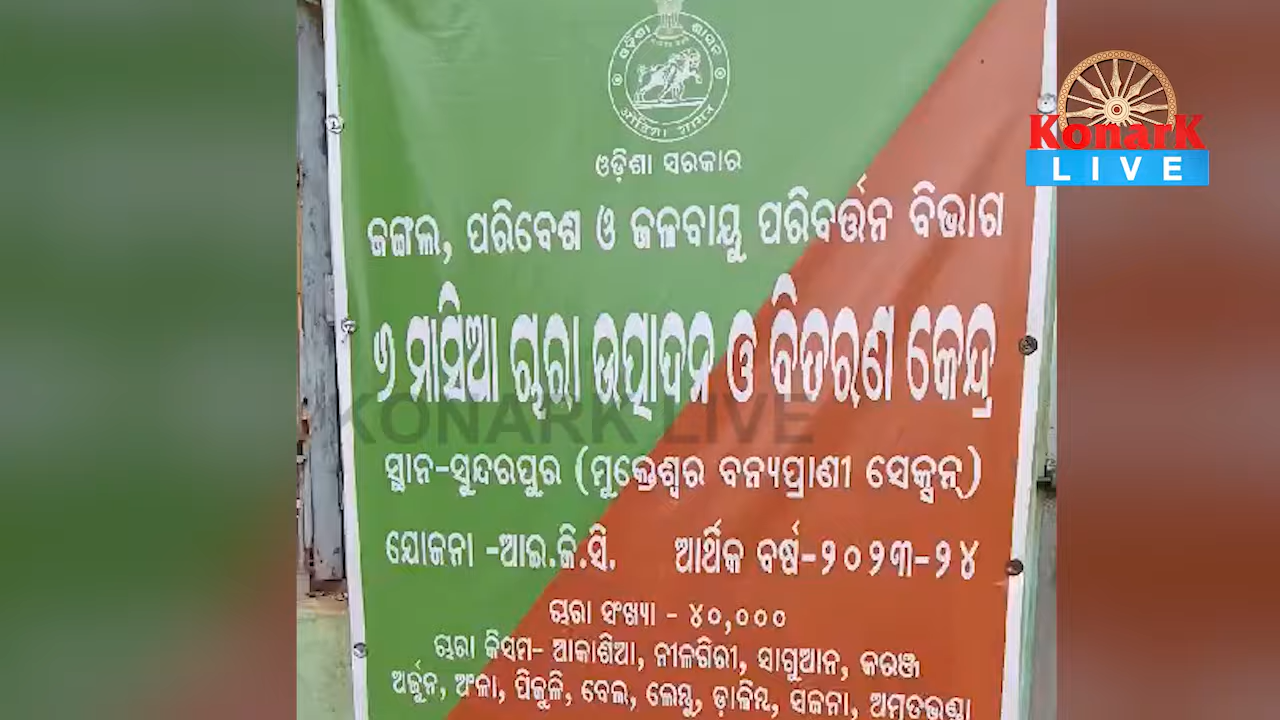 ଓଡ଼ିଶା ଶାସନ
ଓଡ଼ିଶା ସରକାର
ଜଙ୍ଗଲ, ପରିବେଶ ଓ ଜଳବାୟୁ ପରିବର୍ତ୍ତନ ବିଭାଗ
୬ ମାସିଆ ଚାରା ଉତ୍ପାଦନ ଓ ବିତରଣ କେନ୍ଦ୍ର
ସ୍ଥାନ-ସୁନ୍ଦରପୁର (ମୁକ୍ତେଶ୍ୱର ବନ୍ୟପ୍ରାଣୀ ସେକ୍ସନ୍)
ଯୋଜନା -ଆଇ.ଜି.ସି. ଆର୍ଥିକ ବର୍ଷ-୨୦୨୩-୨୪
ଚାରା ସଂଖ୍ୟା - ୪୦,୦୦୦
ଚାରା କିସମ- ଆକାଶିଆ, ନୀଳଗିରୀ, ସାଗୁଆନ, କରଞ୍ଜ
ଅର୍ଜୁନ, ଅଂଳା, ପିଜୁଳି, ବେଲ, ଲେମ୍ବୁ, ଡ଼ାଳିମ୍ବ, ସଜନା, ଅମୃତଭଣ୍ଡା
KonarK
LIVE
KONARK LIVE